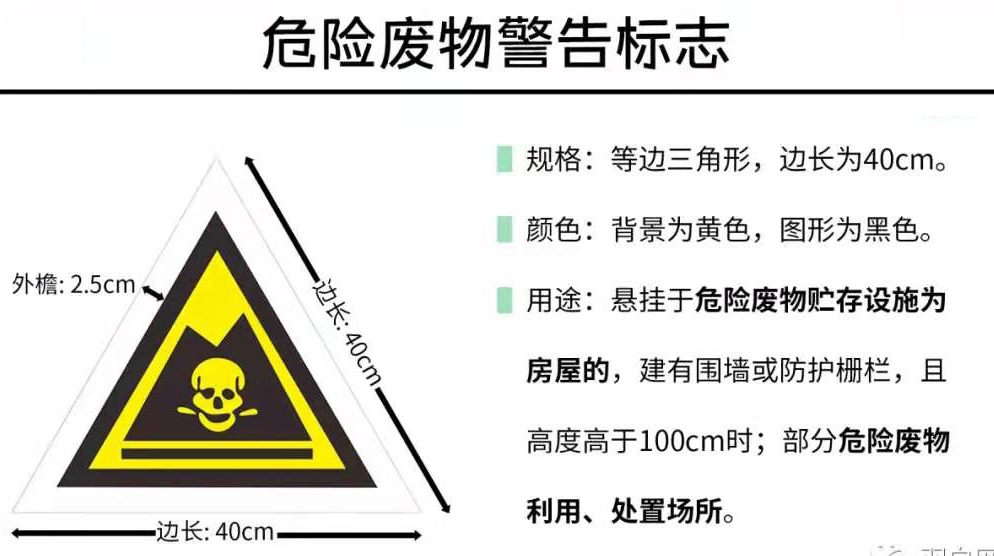 危险废物警告标志
规格：等边三角形，边长为40cm。
颜色：背景为黄色，图形为黑色。
外檐: 2.5cm
边长: 40cm
用途：悬挂于危险废物贮存设施为
房屋的，建有围墙或防护栅栏，且
高度高于100cm时；部分危险废物
利用、处置场所。
边长: 40cm